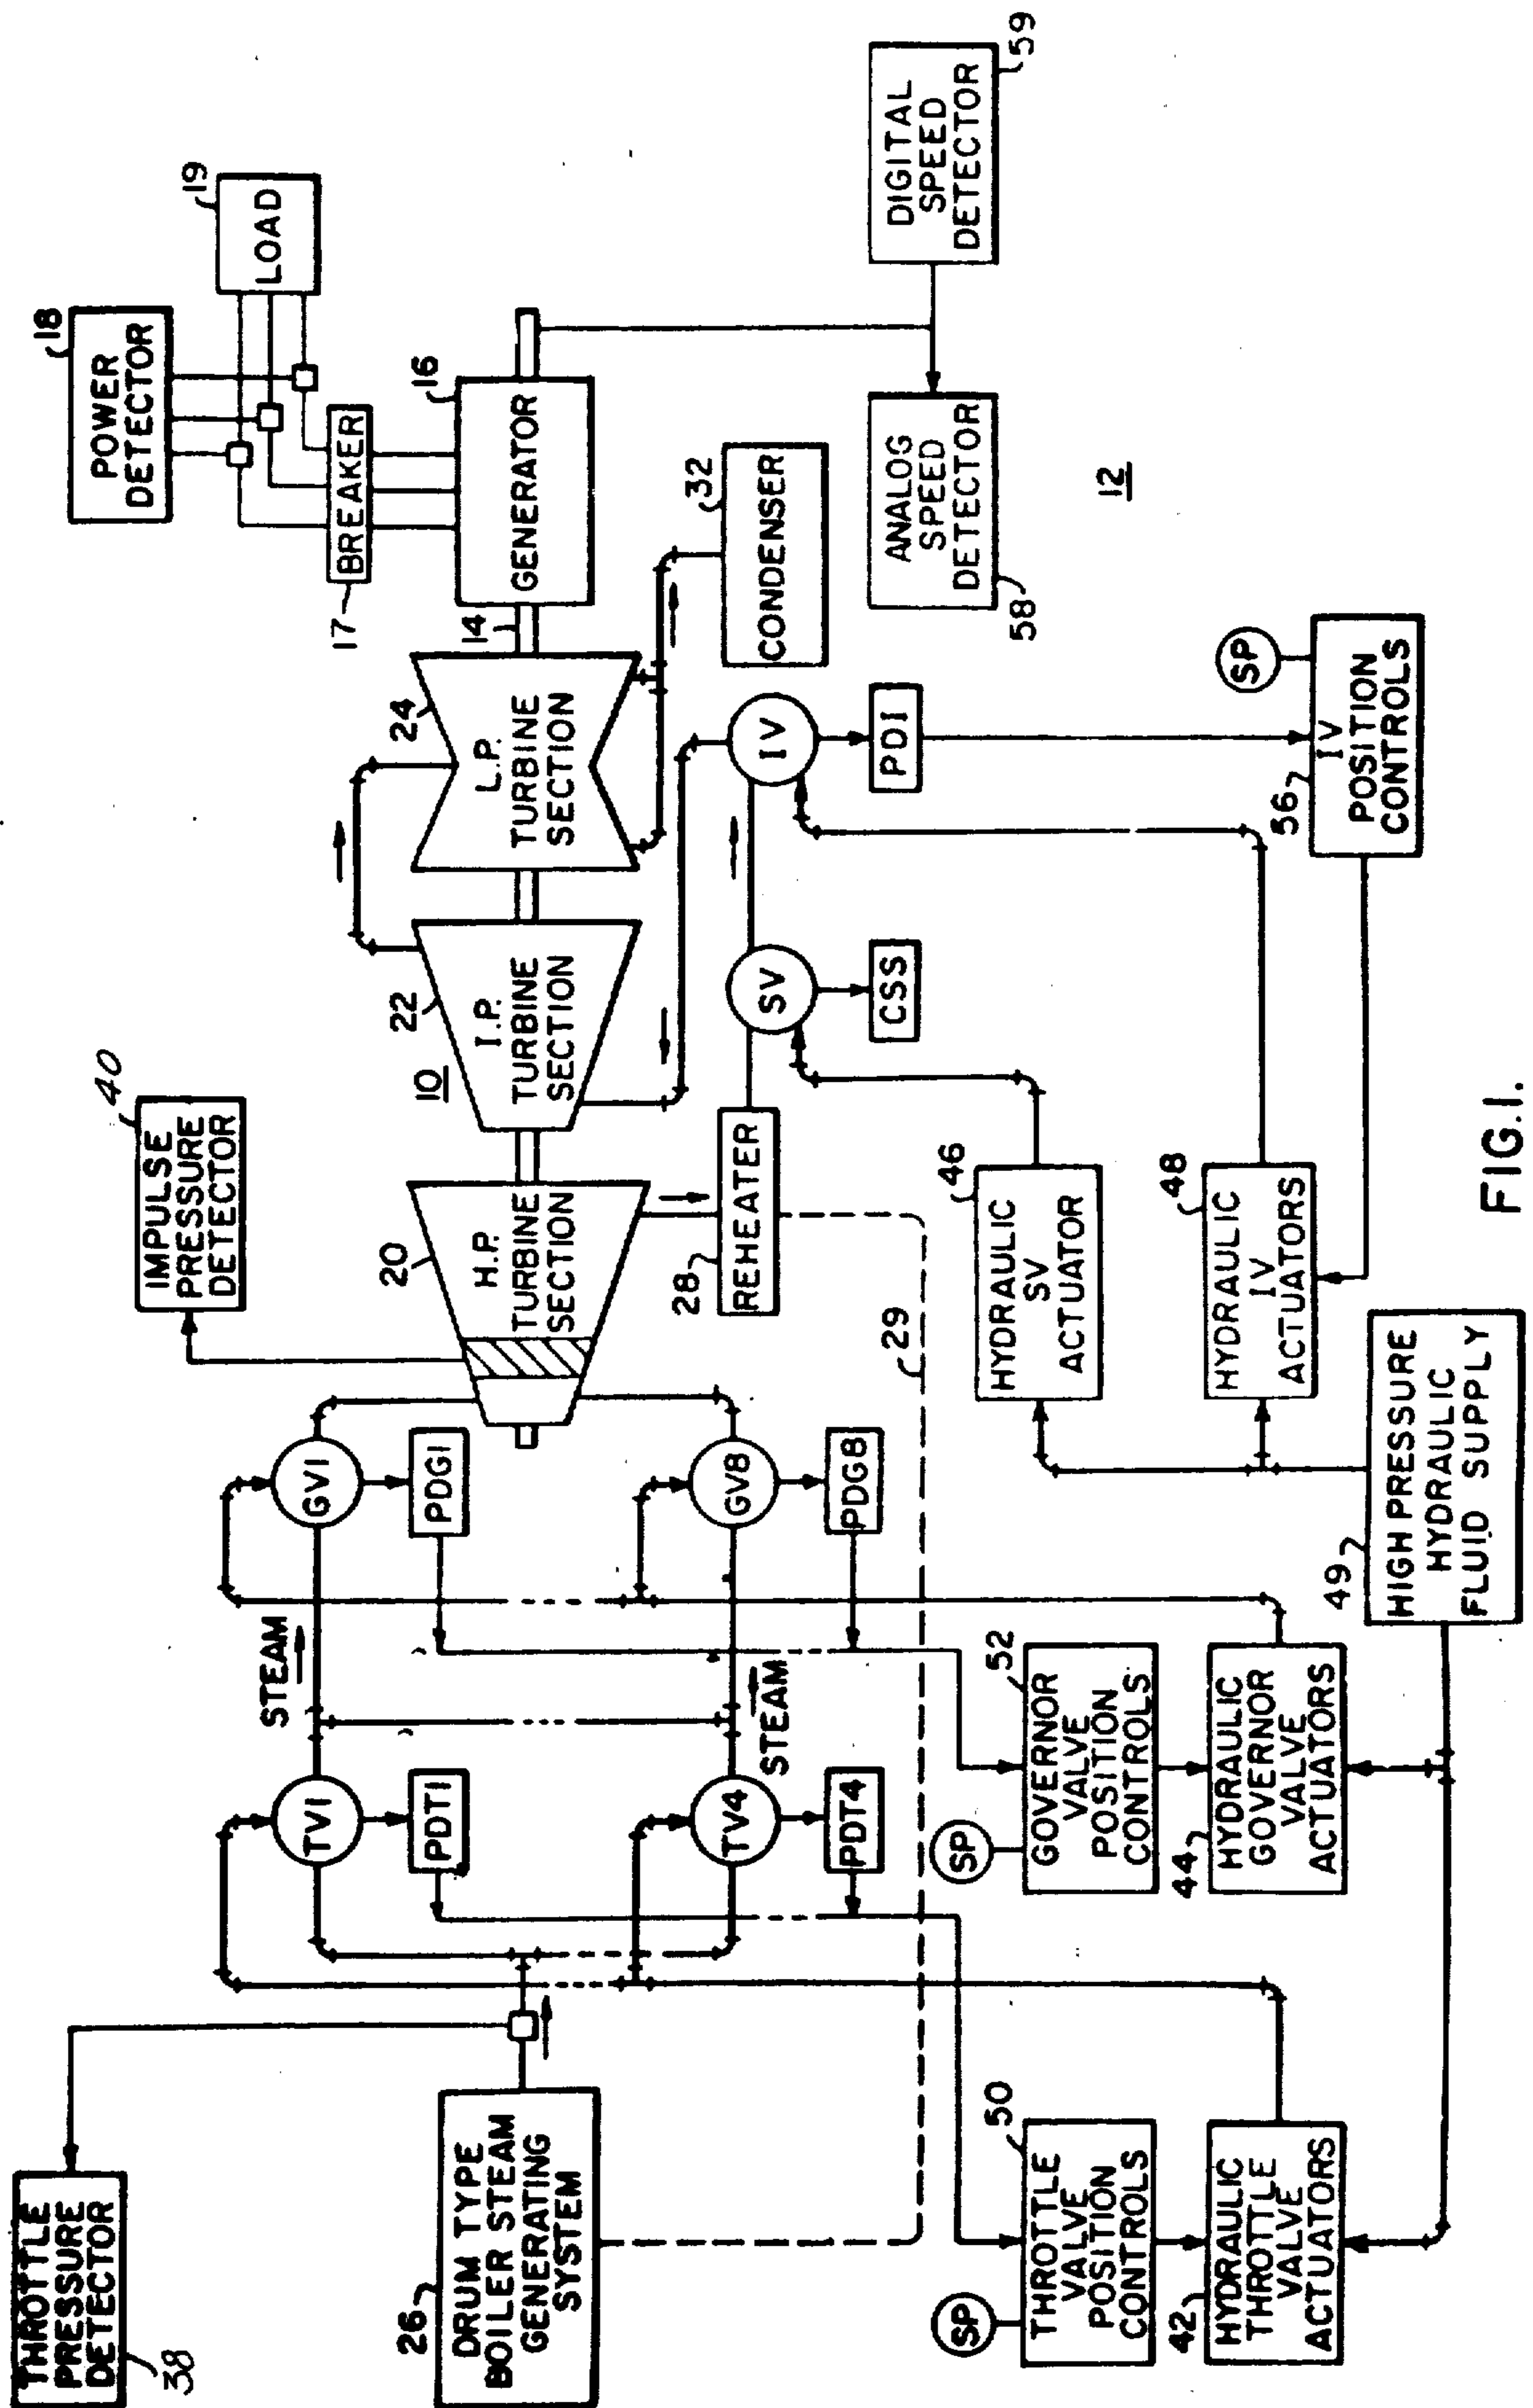 THROTTLE
PRESSURE
DETECTOR
38
26
DRUM TYPE
BOILER STEAM
GENERATING
SYSTEM
TV1
PDT1
TV4
PDT4
STEAM
STEAM
GV1
PDG1
GV8
PDG8
IMPULSE
PRESSURE
DETECTOR
40
20
H.P.
TURBINE
SECTION
10
22
I.P.
TURBINE
SECTION
24
L.P.
TURBINE
SECTION
14
GENERATOR
16
17
BREAKER
POWER
DETECTOR
18
LOAD
19
28
REHEATER
29
SV
CSS
IV
PDI
CONDENSER
32
ANALOG
SPEED
DETECTOR
58
DIGITAL
SPEED
DETECTOR
59
12
SP
THROTTLE
VALVE
POSITION
CONTROLS
50
42
HYDRAULIC
THROTTLE
VALVE
ACTUATORS
SP
GOVERNOR
VALVE
POSITION
CONTROLS
52
44
HYDRAULIC
GOVERNOR
VALVE
ACTUATORS
HYDRAULIC
SV
ACTUATOR
46
HYDRAULIC
IV
ACTUATORS
48
49
HIGH PRESSURE
HYDRAULIC
FLUID SUPPLY
SP
56
IV
POSITION
CONTROLS
FIG.1.